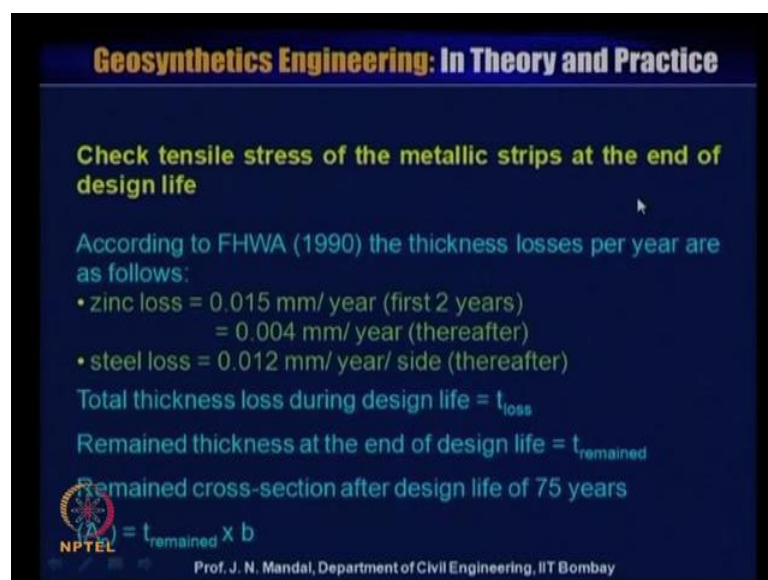 Geosynthetics Engineering: In Theory and Practice
Check tensile stress of the metallic strips at the end of
design life
According to FHWA (1990) the thickness losses per year are
as follows:
• zinc loss = 0.015 mm/ year (first 2 years)
= 0.004 mm/ year (thereafter)
• steel loss = 0.012 mm/ year/ side (thereafter)
Total thickness loss during design life = t_loss
Remained thickness at the end of design life = t_remained
Remained cross-section after design life of 75 years
= t_remained x b
NPTEL
Prof. J. N. Mandal, Department of Civil Engineering, IIT Bombay